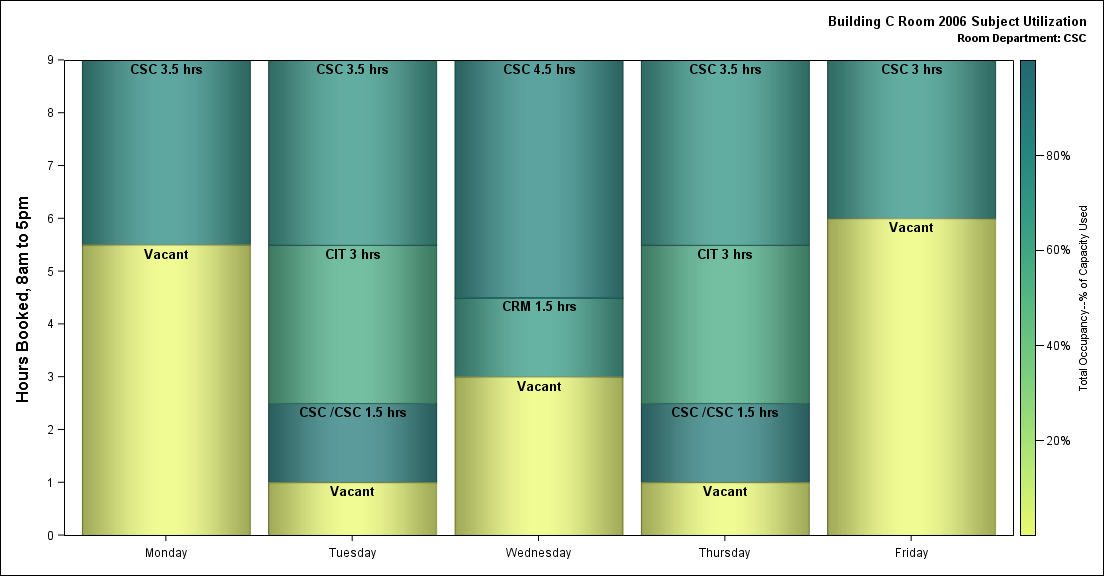 Building C Room 2006 Subject Utilization
Room Department: CSC
Hours Booked, 8am to 5pm
9
8
7
6
5
4
3
2
1
0
CSC 3.5 hrs
Vacant
CSC 3.5 hrs
CIT 3 hrs
CSC /CSC 1.5 hrs
Vacant
CSC 4.5 hrs
CRM 1.5 hrs
Vacant
CSC 3.5 hrs
CIT 3 hrs
CSC /CSC 1.5 hrs
Vacant
CSC 3 hrs
Vacant
Monday
Tuesday
Wednesday
Thursday
Friday
80%
60%
40%
20%
Total Occupancy--% of Capacity Used